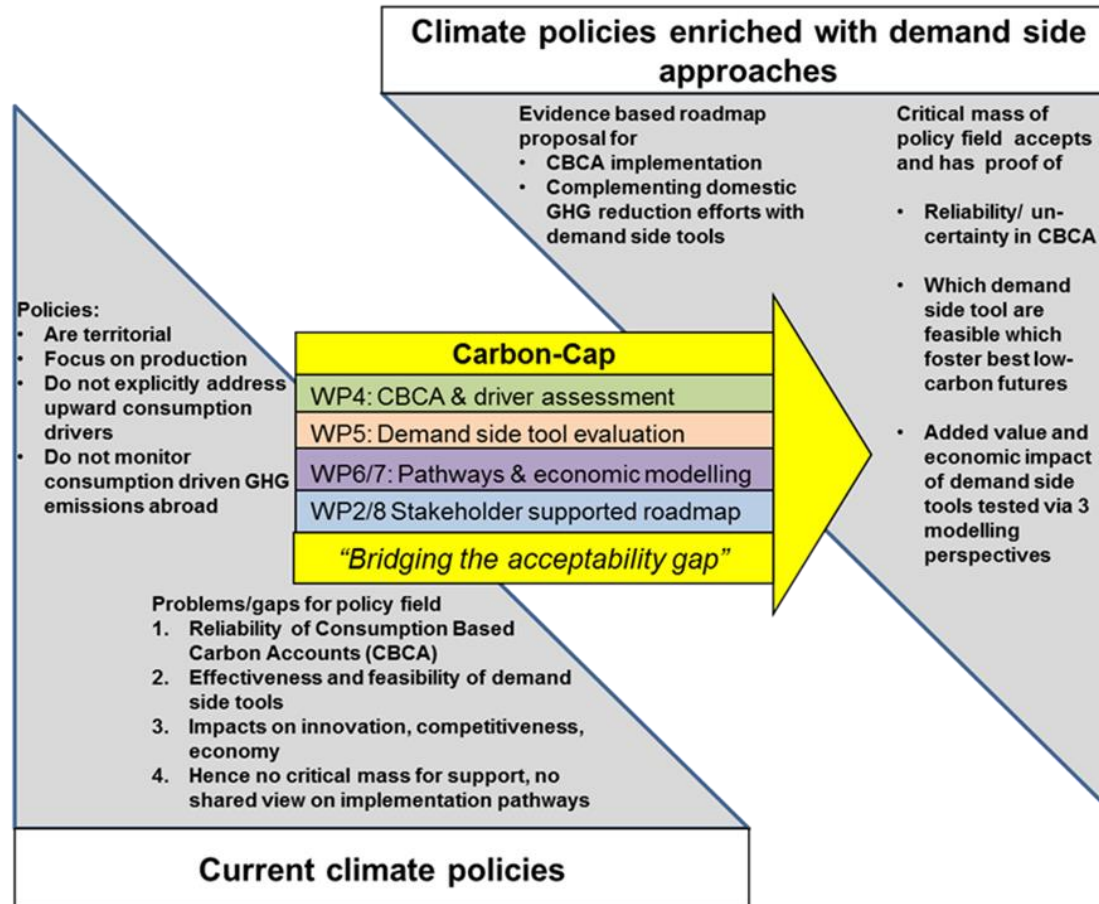 Climate policies enriched with demand side
approaches
Evidence based roadmap
proposal for
• CBCA implementation
• Complementing domestic
GHG reduction efforts with
demand side tools
Critical mass of
policy field accepts
and has proof of
• Reliability/ un-
certainty in CBCA
• Which demand
side tool are
feasible which
foster best low-
carbon futures
• Added value and
economic impact
of demand side
tools tested via 3
modelling
perspectives
Policies:
• Are territorial
• Focus on production
• Do not explicitly address
upward consumption
drivers
• Do not monitor
consumption driven GHG
emissions abroad
Carbon-Cap
WP4: CBCA & driver assessment
WP5: Demand side tool evaluation
WP6/7: Pathways & economic modelling
WP2/8 Stakeholder supported roadmap
“Bridging the acceptability gap”
Problems/gaps for policy field
1. Reliability of Consumption Based
Carbon Accounts (CBCA)
2. Effectiveness and feasibility of demand
side tools
3. Impacts on innovation, competitiveness,
economy
4. Hence no critical mass for support, no
shared view on implementation pathways
Current climate policies